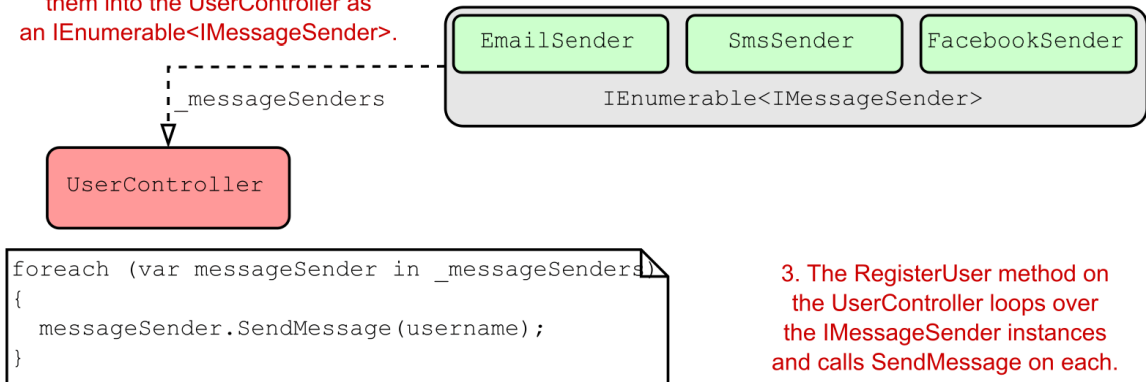 them into the UserController as
an IEnumerable<IMessageSender>.
EmailSender
SmsSender
FacebookSender
IEnumerable<IMessageSender>
_messageSenders
UserController
foreach (var messageSender in _messageSenders)
{
  messageSender.SendMessage(username);
}
3. The RegisterUser method on
the UserController loops over
the IMessageSender instances
and calls SendMessage on each.